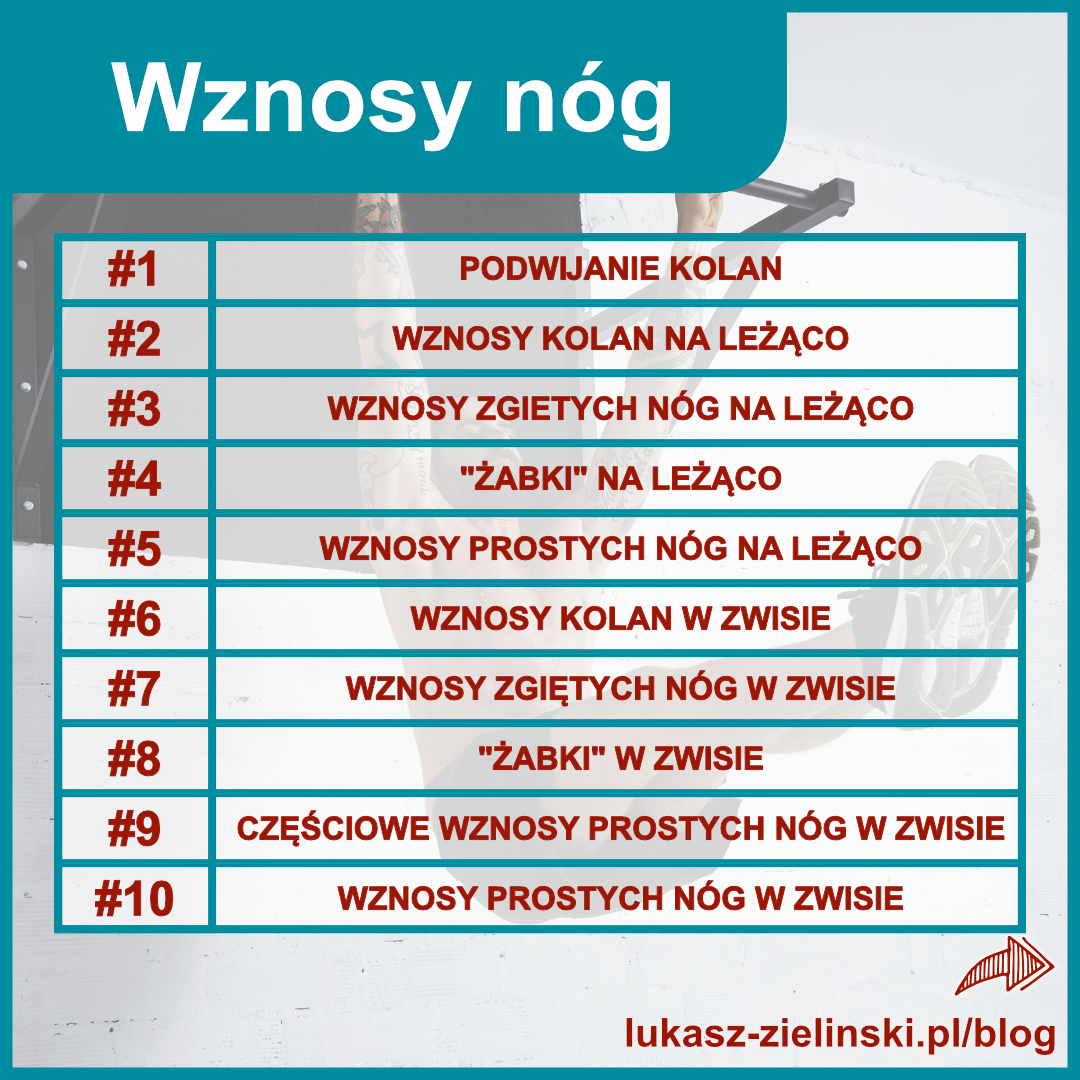 Wznosy nóg
#1 PODWIJANIE KOLAN
#2 WZNOSY KOLAN NA LEŻĄCO
#3 WZNOSY ZGIETYCH NÓG NA LEŻĄCO
#4 "ŻABKI" NA LEŻĄCO
#5 WZNOSY PROSTYCH NÓG NA LEŻĄCO
#6 WZNOSY KOLAN W ZWISIE
#7 WZNOSY ZGIĘTYCH NÓG W ZWISIE
#8 "ŻABKI" W ZWISIE
#9 CZĘŚCIOWE WZNOSY PROSTYCH NÓG W ZWISIE
#10 WZNOSY PROSTYCH NÓG W ZWISIE
lukasz-zielinski.pl/blog